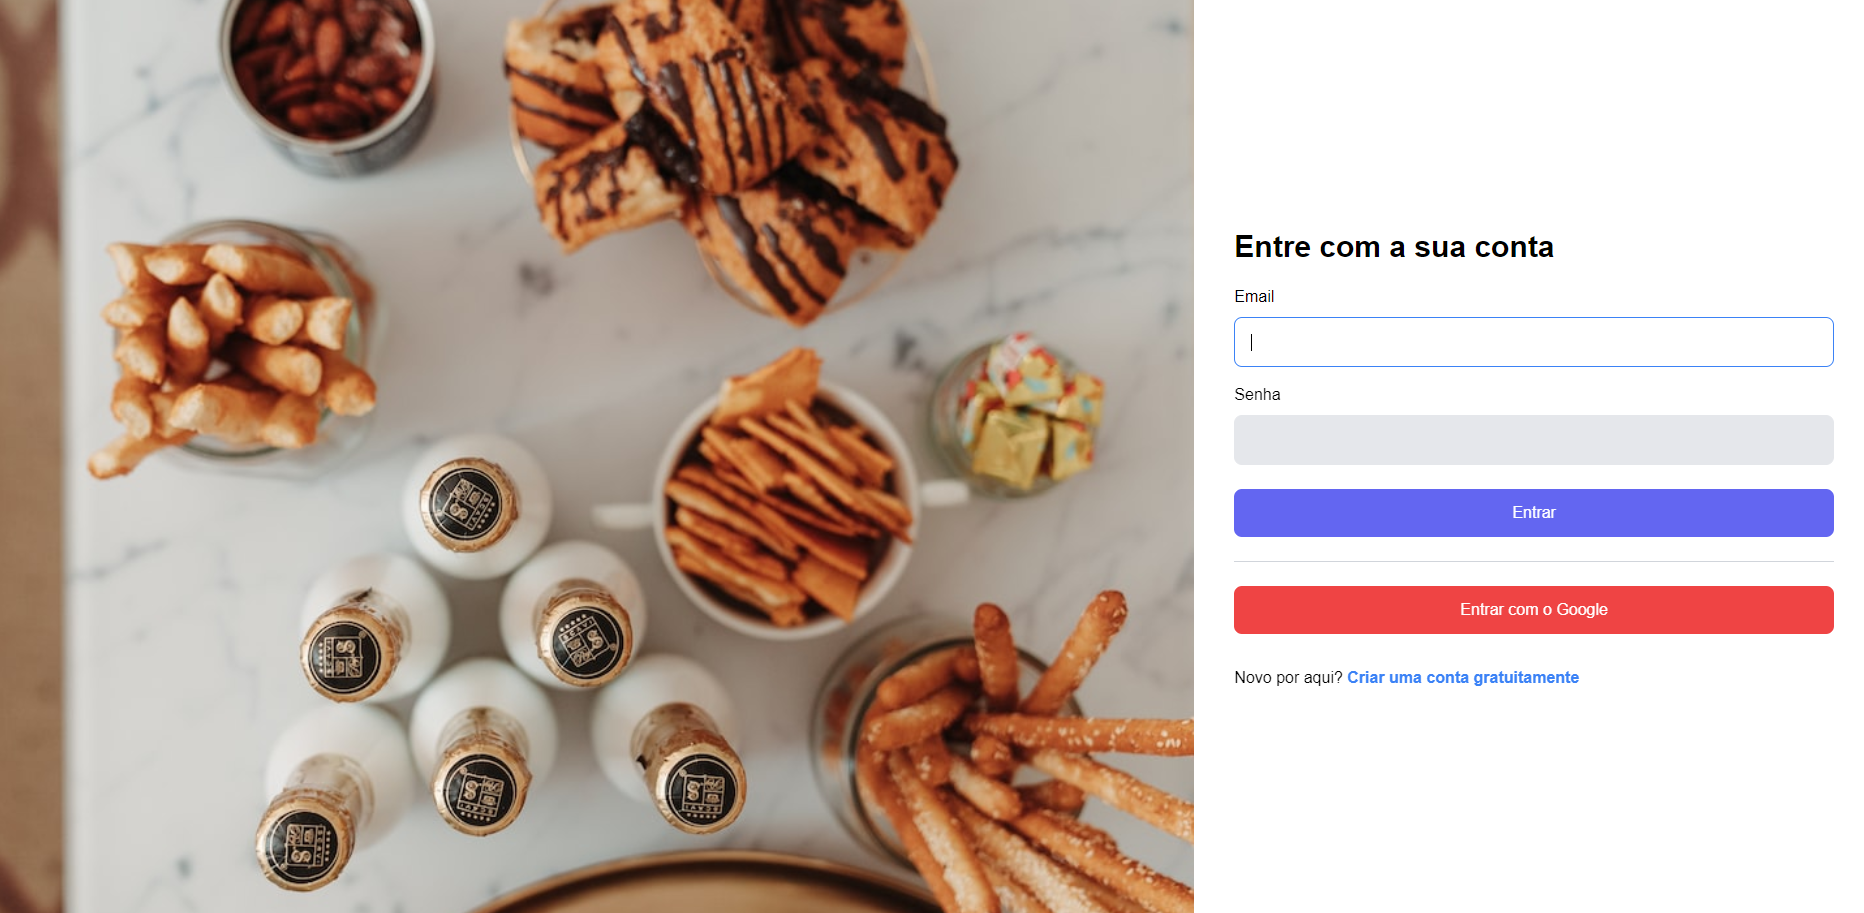 Entre com a sua conta
Email
Senha
Entrar
Entrar com o Google
Novo por aqui? Criar uma conta gratuitamente